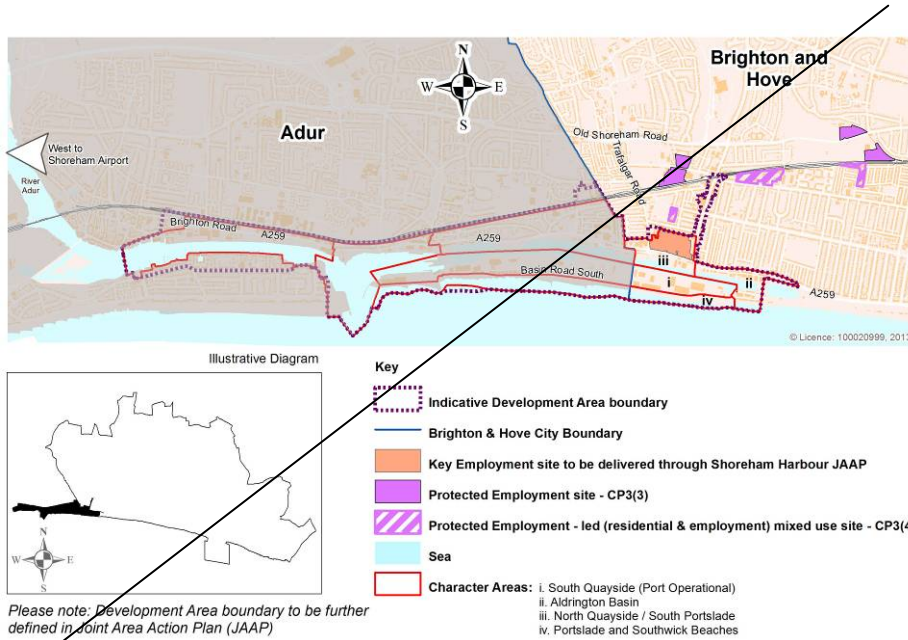 Brighton and
Hove
N
W E
S
Adur
Old Shoreham Road
Trafalgar Road
West to
Shoreham Airport
River
Adur
Brighton Road
A259
A259
Basin Road South
iii
i
ii
iv
A259
© Licence: 100020999, 201
Illustrative Diagram
N
W E
S
Please note: Development Area boundary to be further
defined in Joint Area Action Plan (JAAP)
Key
Indicative Development Area boundary
Brighton & Hove City Boundary
Key Employment site to be delivered through Shoreham Harbour JAAP
Protected Employment site - CP3(3)
Protected Employment - led (residential & employment) mixed use site - CP3(4
Sea
Character Areas:
i. South Quayside (Port Operational)
ii. Aldrington Basin
iii. North Quayside / South Portslade
iv. Portslade and Southwick Beaches